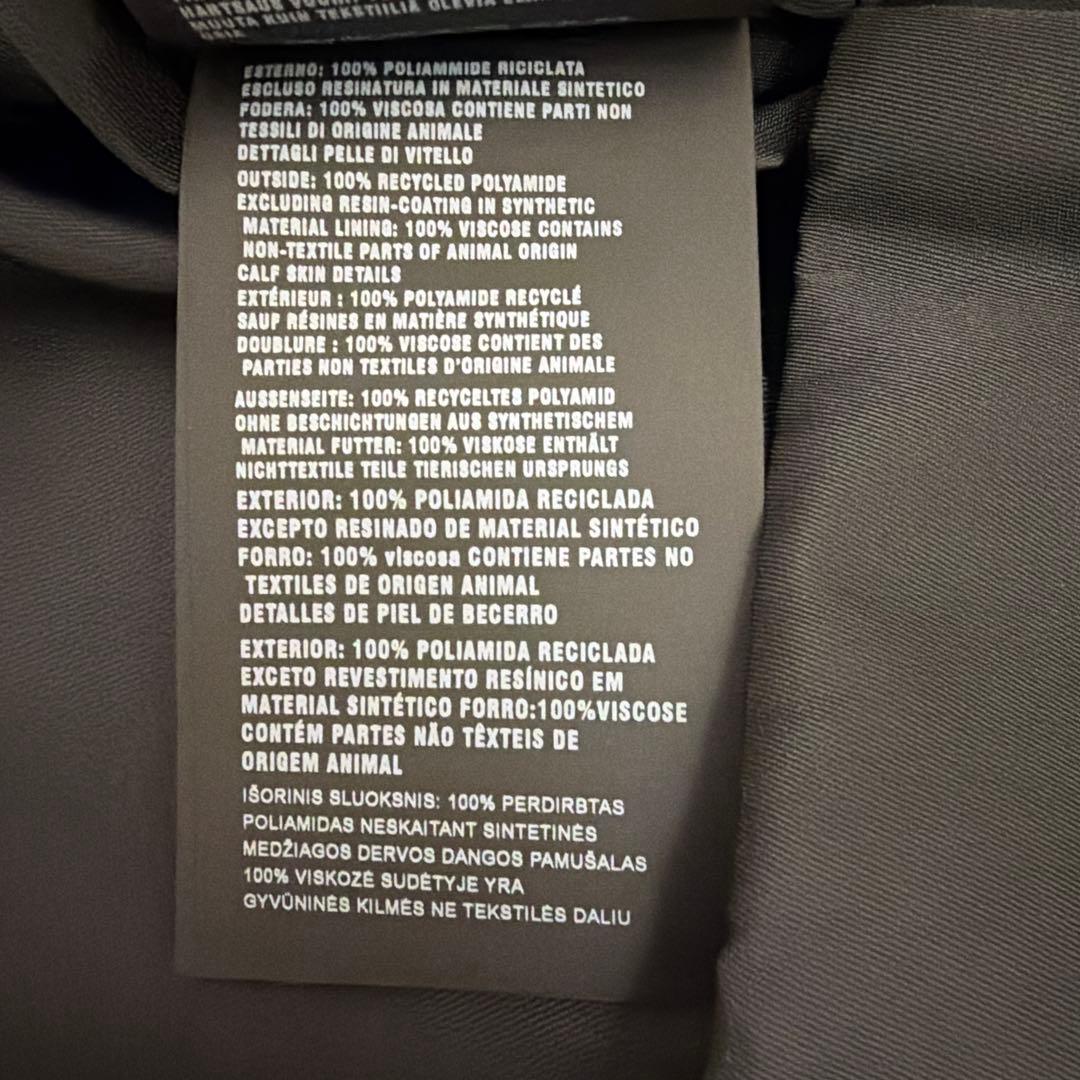 MUUTA KUIN TEKSTIILIÄ OLEVIA
ESTERNO: 100% POLIAMMIDE RICICLATA
ESCLUSO RESINATURA IN MATERIALE SINTETICO
FODERA: 100% VISCOSA CONTIENE PARTI NON
TESSILI DI ORIGINE ANIMALE
DETTAGLI PELLE DI VITELLO
OUTSIDE: 100% RECYCLED POLYAMIDE
EXCLUDING RESIN-COATING IN SYNTHETIC
MATERIAL LINING: 100% VISCOSE CONTAINS
NON-TEXTILE PARTS OF ANIMAL ORIGIN
CALF SKIN DETAILS
EXTÉRIEUR : 100% POLYAMIDE RECYCLÉ
SAUF RÉSINES EN MATIÈRE SYNTHÉTIQUE
DOUBLURE : 100% VISCOSE CONTIENT DES
PARTIES NON TEXTILES D'ORIGINE ANIMALE
AUSSENSEITE: 100% RECYCELTES POLYAMID
OHNE BESCHICHTUNGEN AUS SYNTHETISCHEM
MATERIAL FUTTER: 100% VISKOSE ENTHÄLT
NICHTTEXTILE TEILE TIERISCHEN URSPRUNGS
EXTERIOR: 100% POLIAMIDA RECICLADA
EXCEPTO RESINADO DE MATERIAL SINTÉTICO
FORRO: 100% viscosa CONTIENE PARTES NO
TEXTILES DE ORIGEN ANIMAL
DETALLES DE PIEL DE BECERRO
EXTERIOR: 100% POLIAMIDA RECICLADA
EXCETO REVESTIMENTO RESÍNICO EM
MATERIAL SINTÉTICO FORRO:100%VISCOSE
CONTÉM PARTES NÃO TÊXTEIS DE
ORIGEM ANIMAL
IŠORINIS SLUOKSNIS: 100% PERDIRBTAS
POLIAMIDAS NESKAITANT SINTETINĖS
MEDŽIAGOS DERVOS DANGOS PAMUŠALAS
100% VISKOZĖ SUDĖTYJE YRA
GYVŪNINĖS KILMĖS NE TEKSTILĖS DALIU